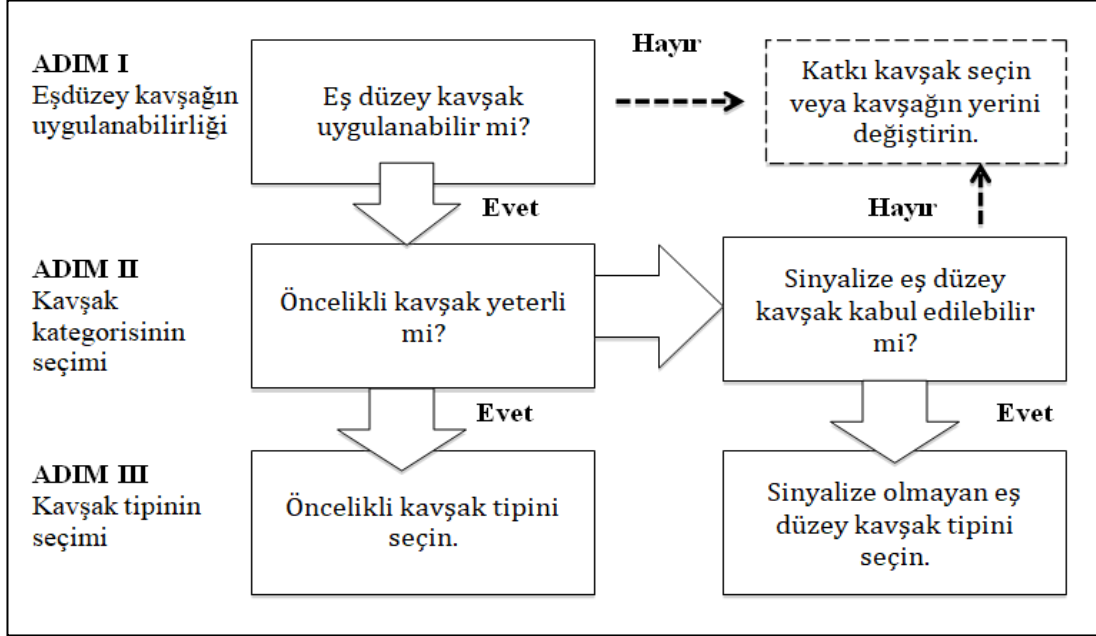 ADIM I
Eşdüzey kavşağın
uygulanabilirliği
Eş düzey kavşak
uygulanabilir mi?
Hayır
Katkı kavşak seçin
veya kavşağın yerini
değiştirin.
Evet
Hayır
ADIM II
Kavşak
kategorisinin
seçimi
Öncelikli kavşak yeterli
mi?
Sinyalize eş düzey
kavşak kabul edilebilir
mi?
Evet
Evet
ADIM III
Kavşak tipinin
seçimi
Öncelikli kavşak tipini
seçin.
Sinyalize olmayan eş
düzey kavşak tipini
seçin.